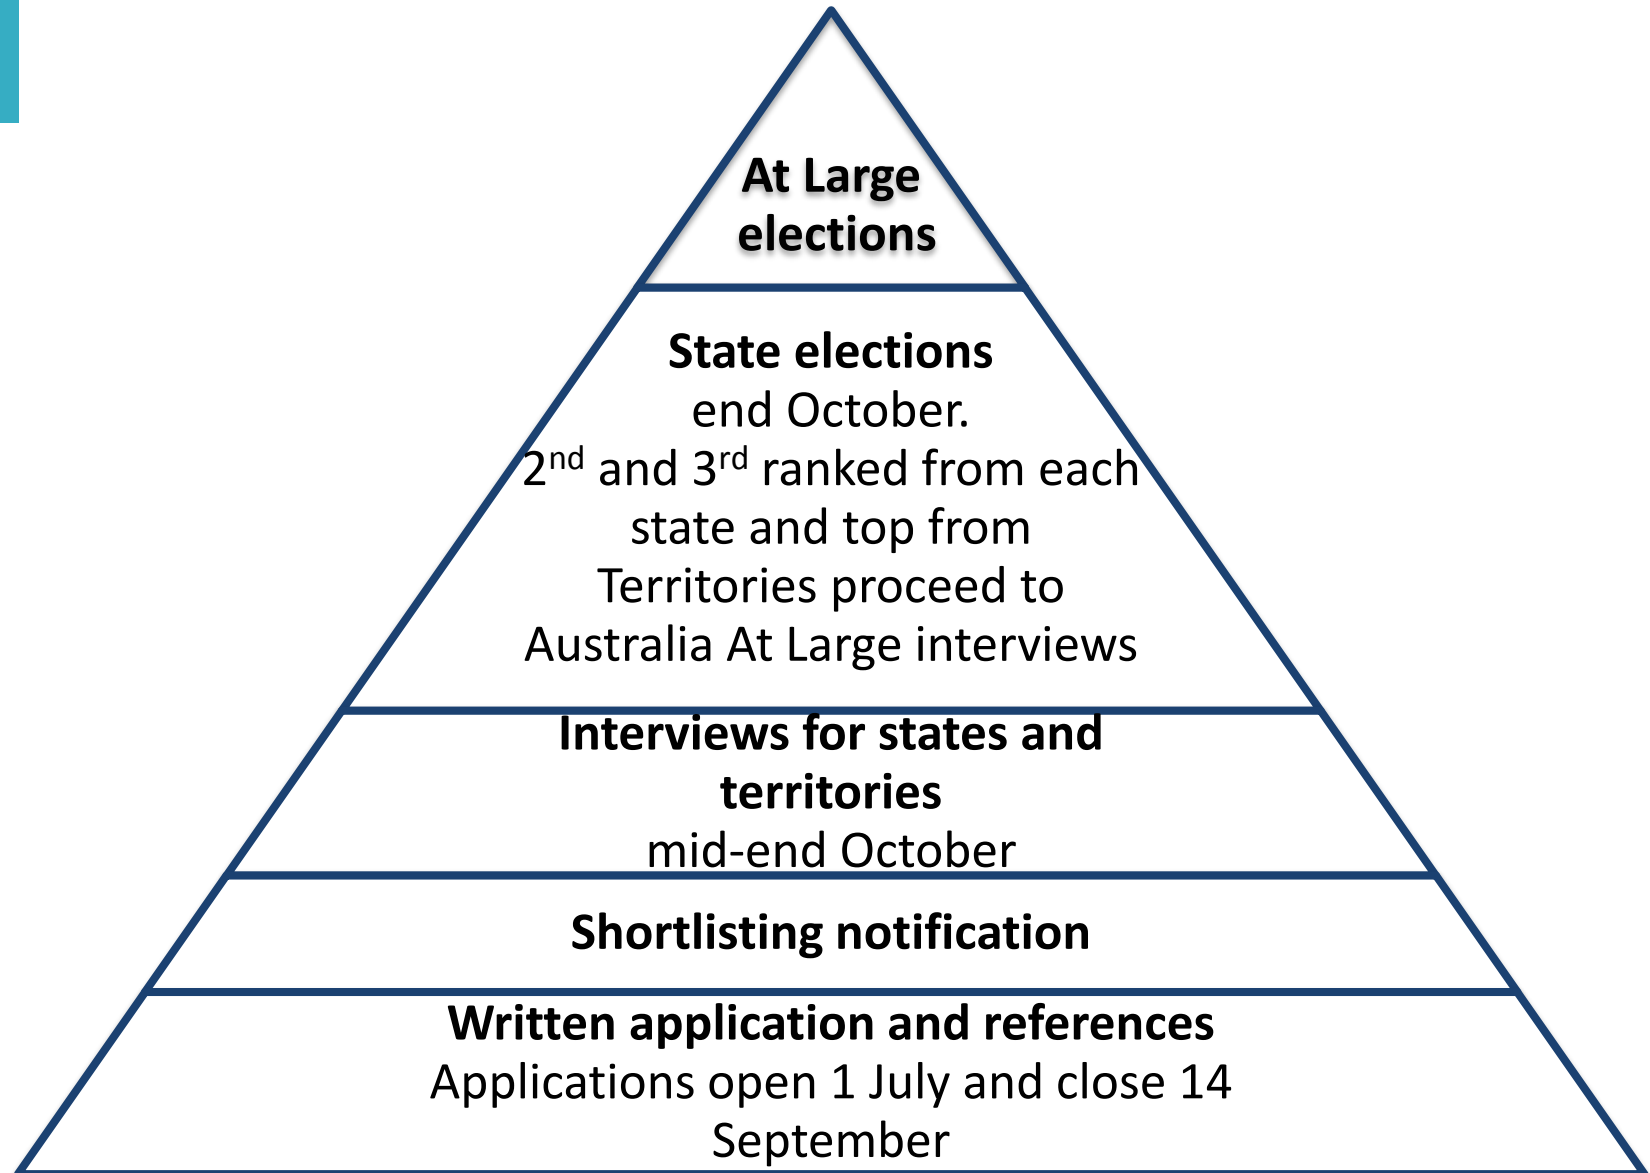 At Large
elections
State elections
end October.
2nd and 3rd ranked from each
state and top from
Territories proceed to
Australia At Large interviews
Interviews for states and
territories
mid-end October
Shortlisting notification
Written application and references
Applications open 1 July and close 14
September